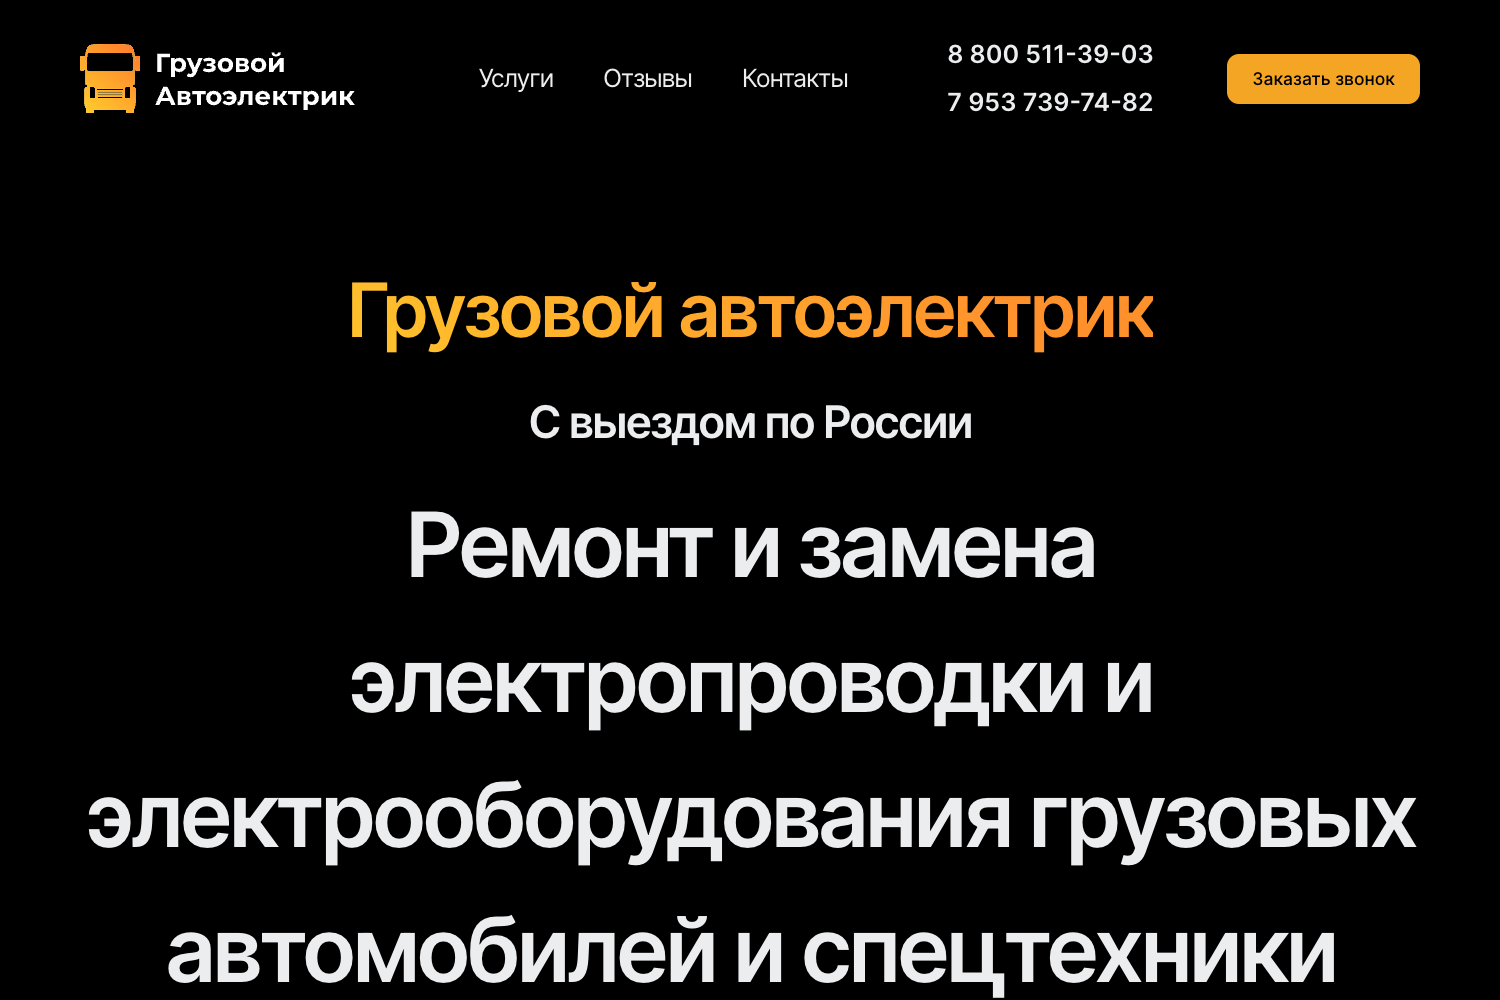 Грузовой
Автоэлектрик
Услуги
Отзывы
Контакты
8 800 511-39-03
7 953 739-74-82
Заказать звонок
Грузовой автоэлектрик
С выездом по России
Ремонт и замена
электропроводки и
электрооборудования грузовых
автомобилей и спецтехники